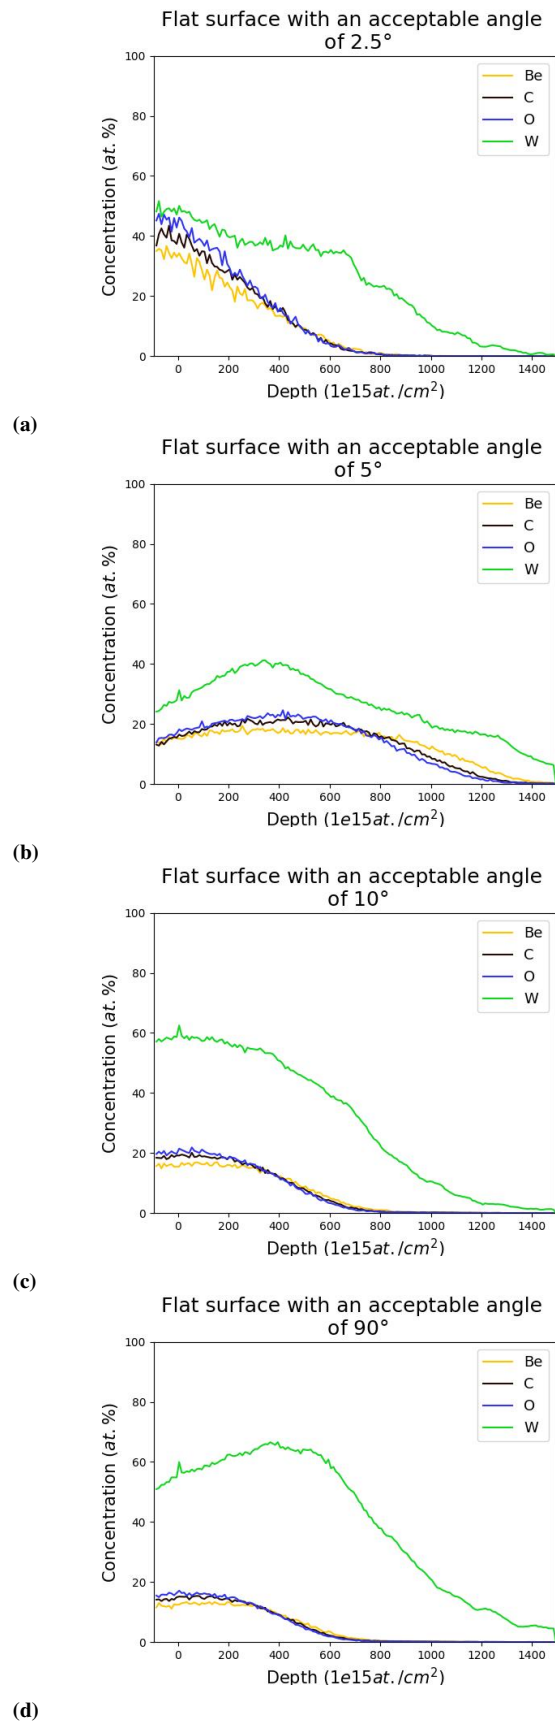 Flat surface with an acceptable angle
of 2.5°
100
80
60
40
20
0
Concentration (at. %)
Be
C
O
W
0 200 400 600 800 1000 1200 1400
Depth (1e15at./cm²)
(a)
Flat surface with an acceptable angle
of 5°
100
80
60
40
20
0
Concentration (at. %)
Be
C
O
W
0 200 400 600 800 1000 1200 1400
Depth (1e15at./cm²)
(b)
Flat surface with an acceptable angle
of 10°
100
80
60
40
20
0
Concentration (at. %)
Be
C
O
W
0 200 400 600 800 1000 1200 1400
Depth (1e15at./cm²)
(c)
Flat surface with an acceptable angle
of 90°
100
80
60
40
20
0
Concentration (at. %)
Be
C
O
W
0 200 400 600 800 1000 1200 1400
Depth (1e15at./cm²)
(d)